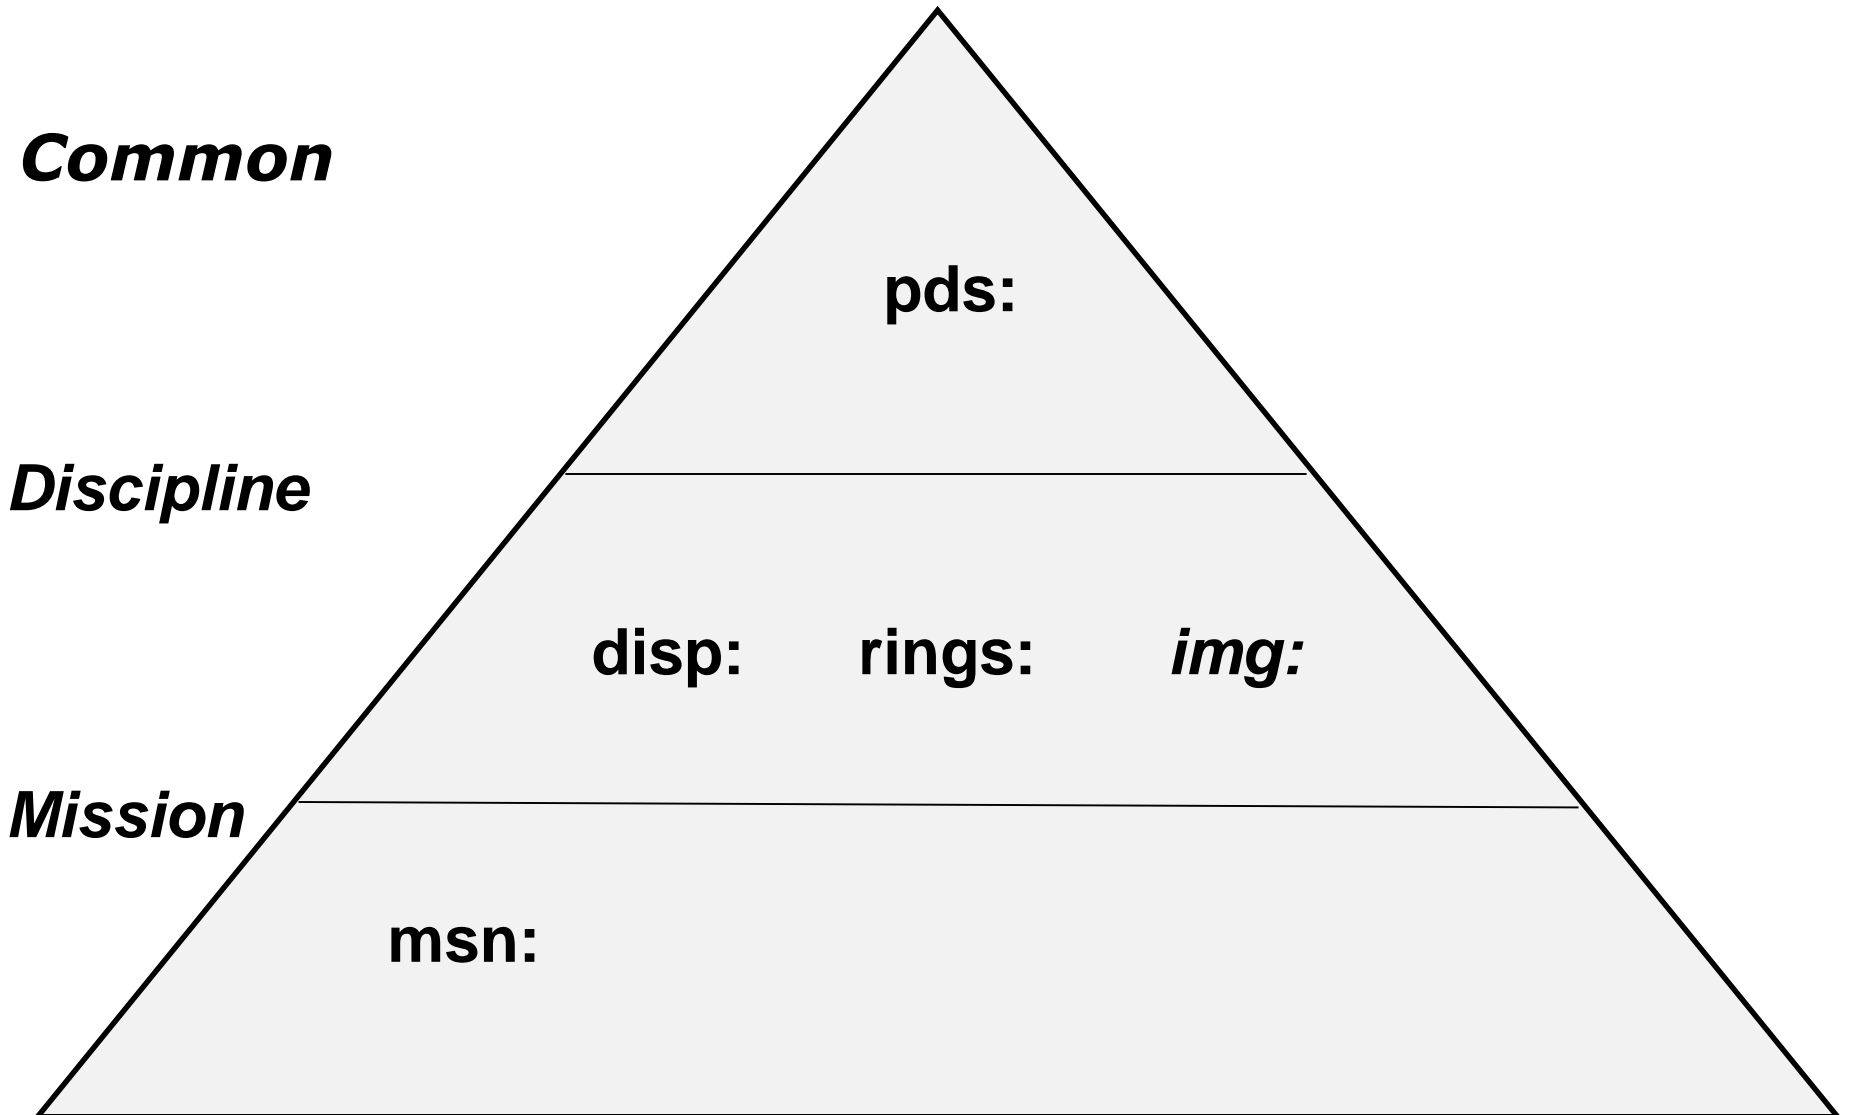 Common
pds:
Discipline
disp: rings: img:
Mission
msn: